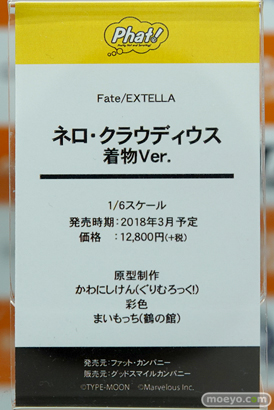 Phat!
Fate/EXTELLA
ネロ・クラウディウス
着物Ver.
1/6スケール
発売時期：2018年3月予定
価格　：12,800円(+税)
原型制作
かわにしけん(ぐりむろっく!)
彩色
まいもっち(鶴の館)
発売元：ファット・カンパニー
販売元：グッドスマイルカンパニー
©TYPE-MOON　©Marvelous Inc.
moeyo.com